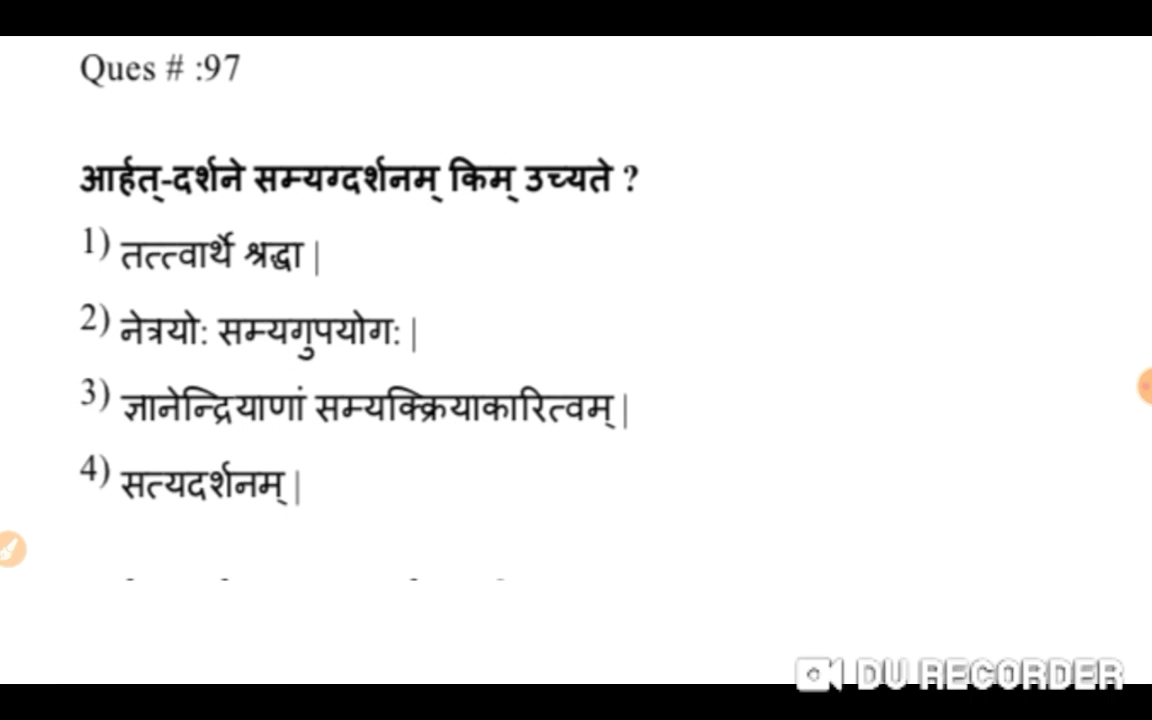 Ques # :97
आर्हत्-दर्शने सम्यग्दर्शनम् किम् उच्यते ?
1) तत्त्वार्थे श्रद्धा |
2) नेत्रयो: सम्यगुपयोग: |
3) ज्ञानेन्द्रियाणां सम्यक्क्रियाकारित्वम् |
4) सत्यदर्शनम् |
DU RECORDER